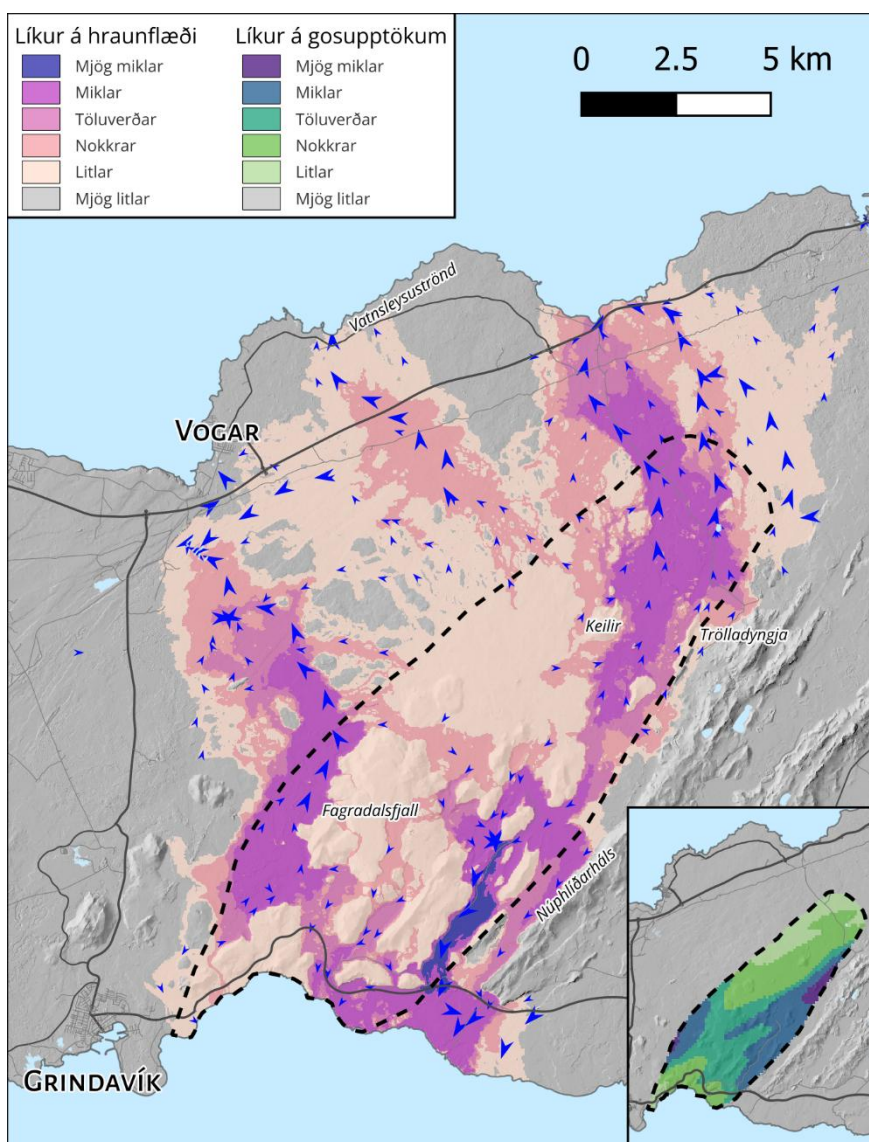 Líkur á hraunflæði
Mjög miklar
Miklar
Töluverðar
Nokkrar
Litlar
Mjög litlar
Líkur á gosupptökum
Mjög miklar
Miklar
Töluverðar
Nokkrar
Litlar
Mjög litlar
0 2.5 5 km
Vatnsleysuströnd
VOGAR
Keilir
Trölladyngja
Fagradalsfjall
Núphlíðarháls
GRINDAVÍK